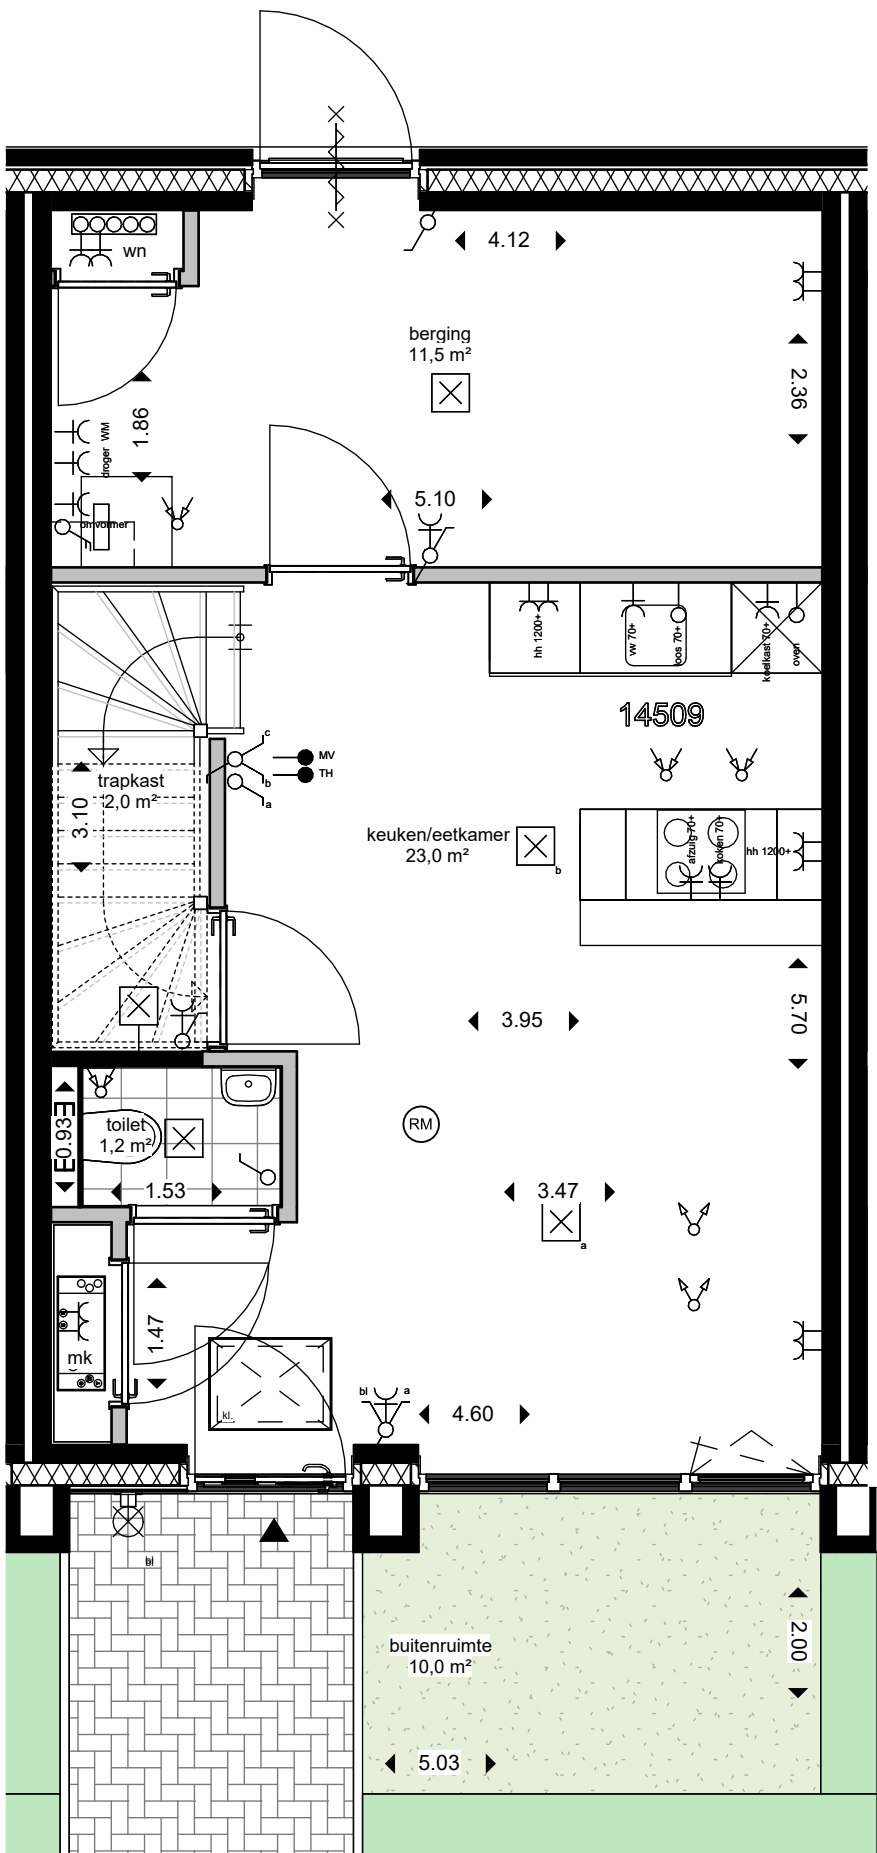 wn
4.12
berging
11,5 m²
2.36
1.86
WM
droger
5.10
omvormer
hh 1200+
vw 70+
loos 70+
koelkast 70+
oven
14509
c
MV
b
TH
a
trapkast
2,0 m²
3.10
keuken/eetkamer
23,0 m²
b
afzuig 70+
koken 70+
hh 1200+
3.95
5.70
toilet
1,2 m²
0.93
RM
1.53
3.47
a
1.47
mk
kl.
bl
a
4.60
bl
buitenruimte
10,0 m²
2.00
5.03